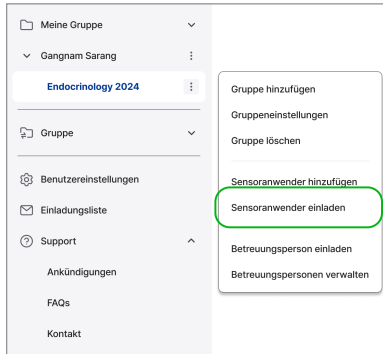 Meine Gruppe
Gangnam Sarang
Endocrinology 2024
Gruppe
Benutzereinstellungen
Einladungsliste
Support
Ankündigungen
FAQs
Kontakt
Gruppe hinzufügen
Gruppeneinstellungen
Gruppe löschen
Sensoranwender hinzufügen
Sensoranwender einladen
Betreuungsperson einladen
Betreuungspersonen verwalten